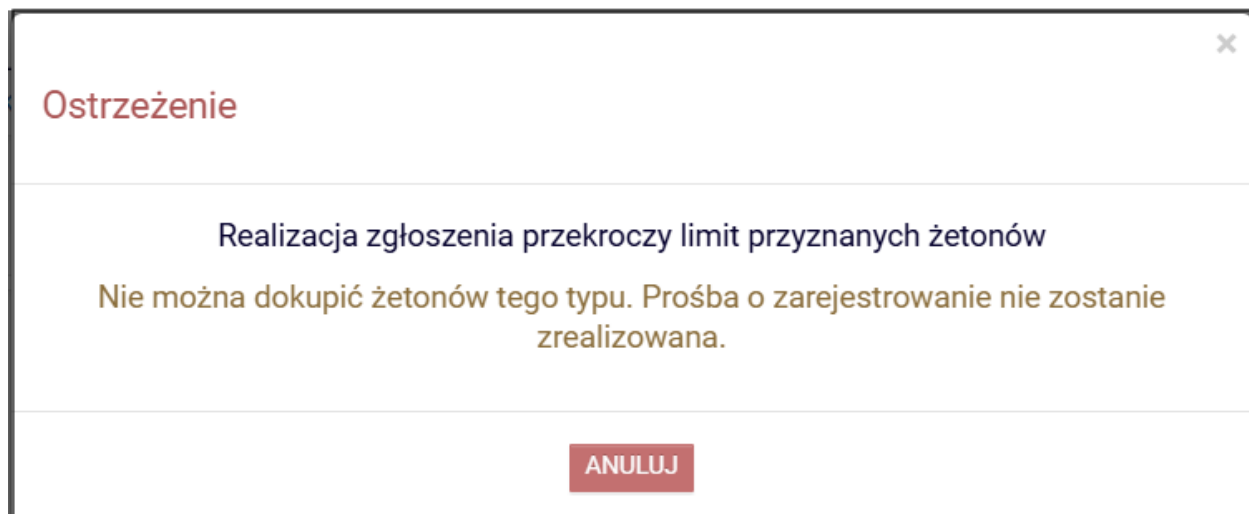 ×
Ostrzeżenie
Realizacja zgłoszenia przekroczy limit przyznanych żetonów
Nie można dokupić żetonów tego typu. Prośba o zarejestrowanie nie zostanie
zrealizowana.
ANULUJ